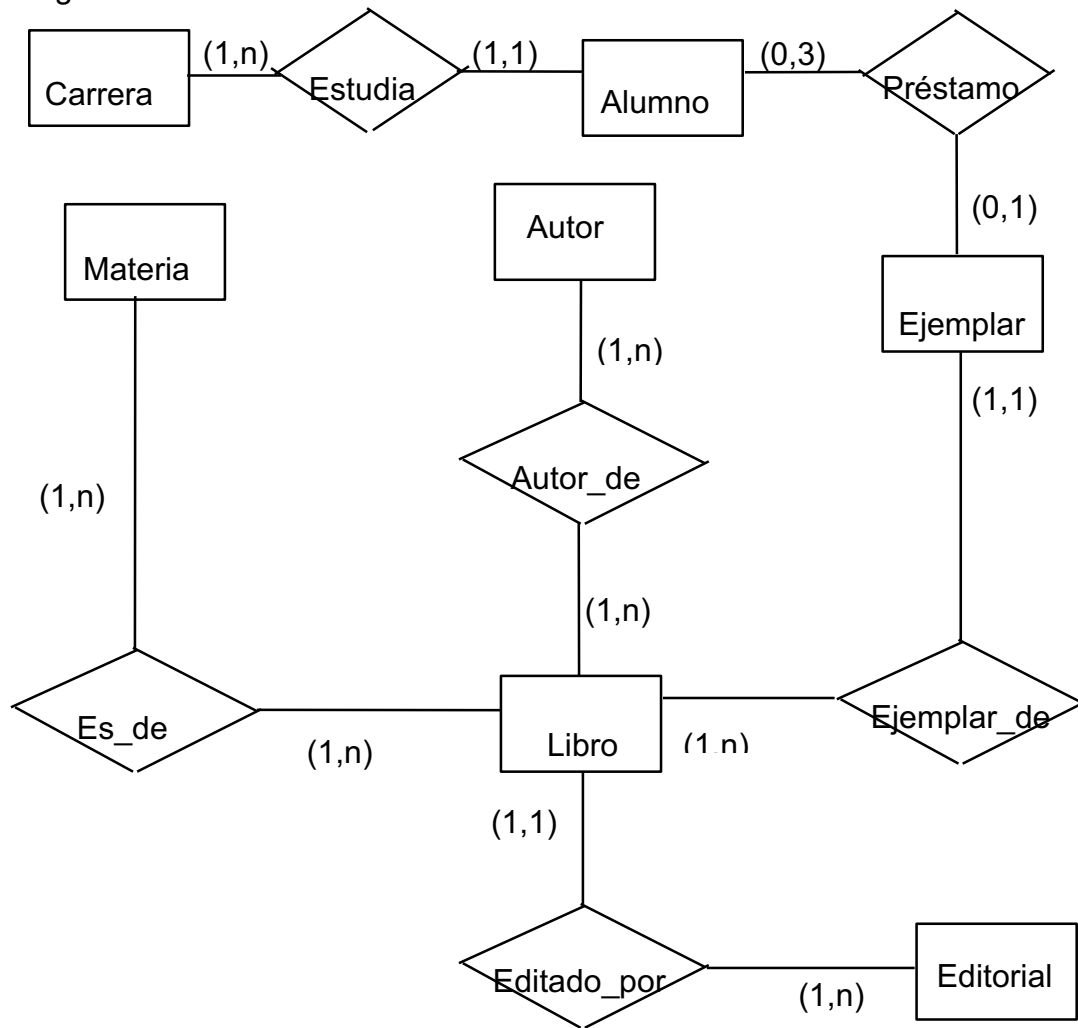 (1,n)
(1,1)
(0,3)
Carrera
Estudia
Alumno
Préstamo
(0,1)
Autor
Materia
Ejemplar
(1,n)
(1,1)
Autor_de
(1,n)
(1,n)
Es_de
Libro
Ejemplar_de
(1,n)
(1,n)
(1,1)
Editado_por
Editorial
(1,n)